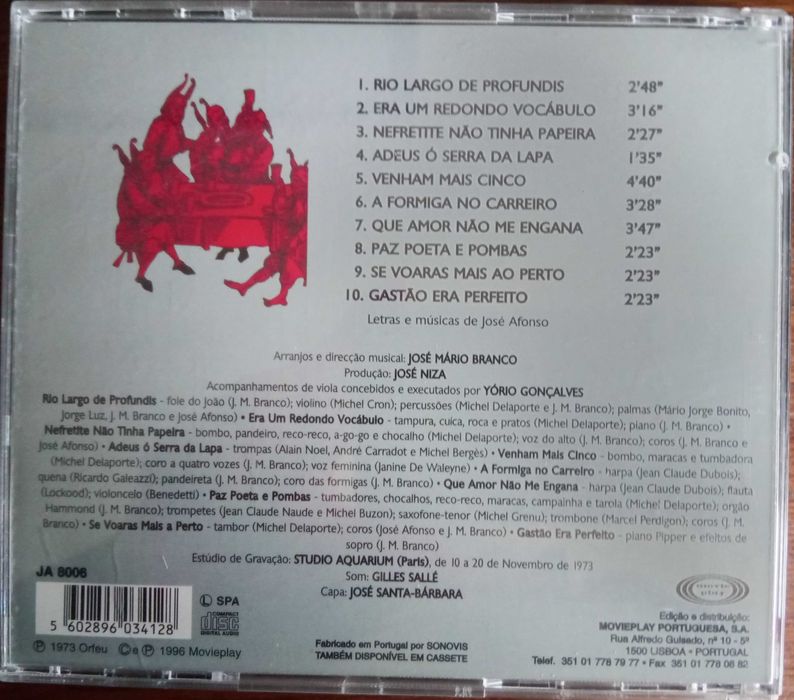 1. RIO LARGO DE PROFUNDIS 2'48"
2. ERA UM REDONDO VOCÁBULO 3'16"
3. NEFRETITE NÃO TINHA PAPEIRA 2'27"
4. ADEUS Ó SERRA DA LAPA 1'35"
5. VENHAM MAIS CINCO 4'40"
6. A FORMIGA NO CARREIRO 3'28"
7. QUE AMOR NÃO ME ENGANA 3'47"
8. PAZ POETA E POMBAS 2'23"
9. SE VOARAS MAIS AO PERTO 2'23"
10. GASTÃO ERA PERFEITO 2'23"
Letras e músicas de José Afonso
Arranjos e direcção musical: JOSÉ MÁRIO BRANCO
Produção: JOSÉ NIZA
Acompanhamentos de viola concebidos e executados por YÓRIO GONÇALVES
Rio Largo de Profundis - fole do João (J. M. Branco); violino (Michel Cron); percussões (Michel Delaporte e J. M. Branco); palmas (Mário Jorge Bonito,
Jorge Luz, J. M. Branco e José Afonso) • Era Um Redondo Vocábulo - tampura, cuíca, roca e pratos (Michel Delaporte); piano (J. M. Branco) •
Nefretite Não Tinha Papeira - bombo, pandeiro, reco-reco, a-go-go e chocalho (Michel Delaporte); voz do alto (J. M. Branco); coros (J. M. Branco e
José Afonso) • Adeus ó Serra da Lapa - trompas (Alain Noel, André Carradot e Michel Bergès) • Venham Mais Cinco - bombo, maracas e tumbadora
(Michel Delaporte); coro a quatro vozes (J. M. Branco); voz feminina (Janine De Waleyne) • A Formiga no Carreiro - harpa (Jean Claude Dubois);
quena (Ricardo Galeazzi); pandeireta (J. M. Branco); coro das formigas (J. M. Branco) • Que Amor Não Me Engana - harpa (Jean Claude Dubois); flauta
(Lockood); violoncelo (Benedetti) • Paz Poeta e Pombas - tumbadores, chocalhos, reco-reco, maracas, campainha e tarola (Michel Delaporte); orgão
Hammond (J. M. Branco); trompetes (Jean Claude Naude e Michel Buzon); saxofone-tenor (Michel Grenu); trombone (Marcel Perdigon); coros (J. M.
Branco) • Se Voaras Mais a Perto - tambor (Michel Delaporte); coros (José Afonso e J. M. Branco) • Gastão Era Perfeito - piano Pipper e efeitos de
sopro (J. M. Branco)
Estúdio de Gravação: STUDIO AQUARIUM (Paris), de 10 a 20 de Novembro de 1973
Som: GILLES SALLÉ
Capa: JOSÉ SANTA-BÁRBARA
JA 8006
5 602896 034128
Ⓛ SPA
COMPACT
disc
DIGITAL AUDIO
℗ 1973 Orfeu © e ℗ 1996 Movieplay
Fabricado em Portugal por SONOVIS
TAMBÉM DISPONÍVEL EM CASSETE
movie
play
Edição e distribuição:
MOVIEPLAY PORTUGUESA, S.A.
Rua Alfredo Guisado, nº 10 - 5º
1500 LISBOA • PORTUGAL
Telef. 351 01 778 79 77 • Fax 351 01 778 06 82